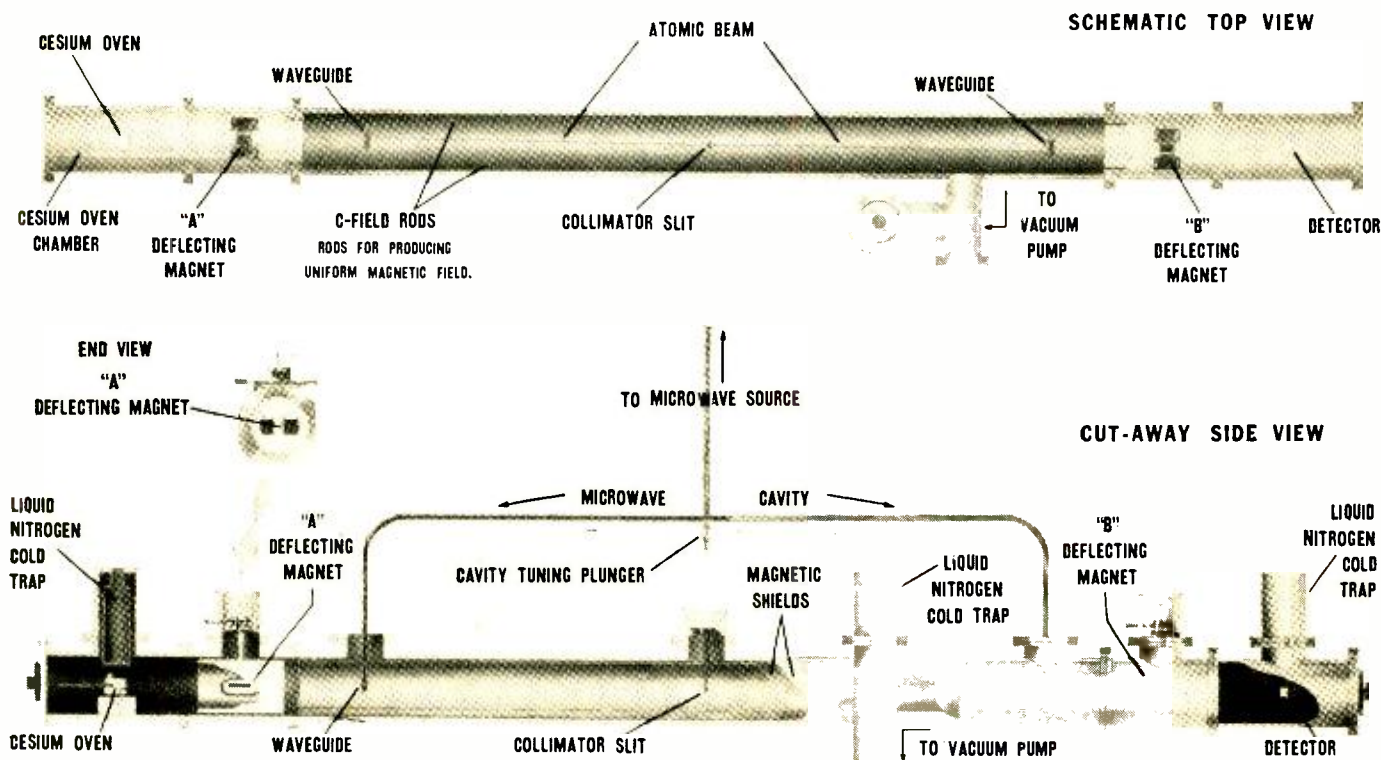 SCHEMATIC TOP VIEW
CESIUM OVEN
WAVEGUIDE
ATOMIC BEAM
WAVEGUIDE
CESIUM OVEN
CHAMBER
"A"
DEFLECTING
MAGNET
C-FIELD RODS
RODS FOR PRODUCING
UNIFORM MAGNETIC FIELD.
COLLIMATOR SLIT
TO
VACUUM
PUMP
"B"
DEFLECTING
MAGNET
DETECTOR
END VIEW
"A"
DEFLECTING MAGNET
TO MICROWAVE SOURCE
CUT-AWAY SIDE VIEW
LIQUID
NITROGEN
COLD
TRAP
"A"
DEFLECTING
MAGNET
MICROWAVE CAVITY
CAVITY TUNING PLUNGER
MAGNETIC
SHIELDS
LIQUID
NITROGEN
COLD TRAP
"B"
DEFLECTING
MAGNET
LIQUID
NITROGEN
COLD
TRAP
CESIUM OVEN
WAVEGUIDE
COLLIMATOR SLIT
TO VACUUM PUMP
DETECTOR